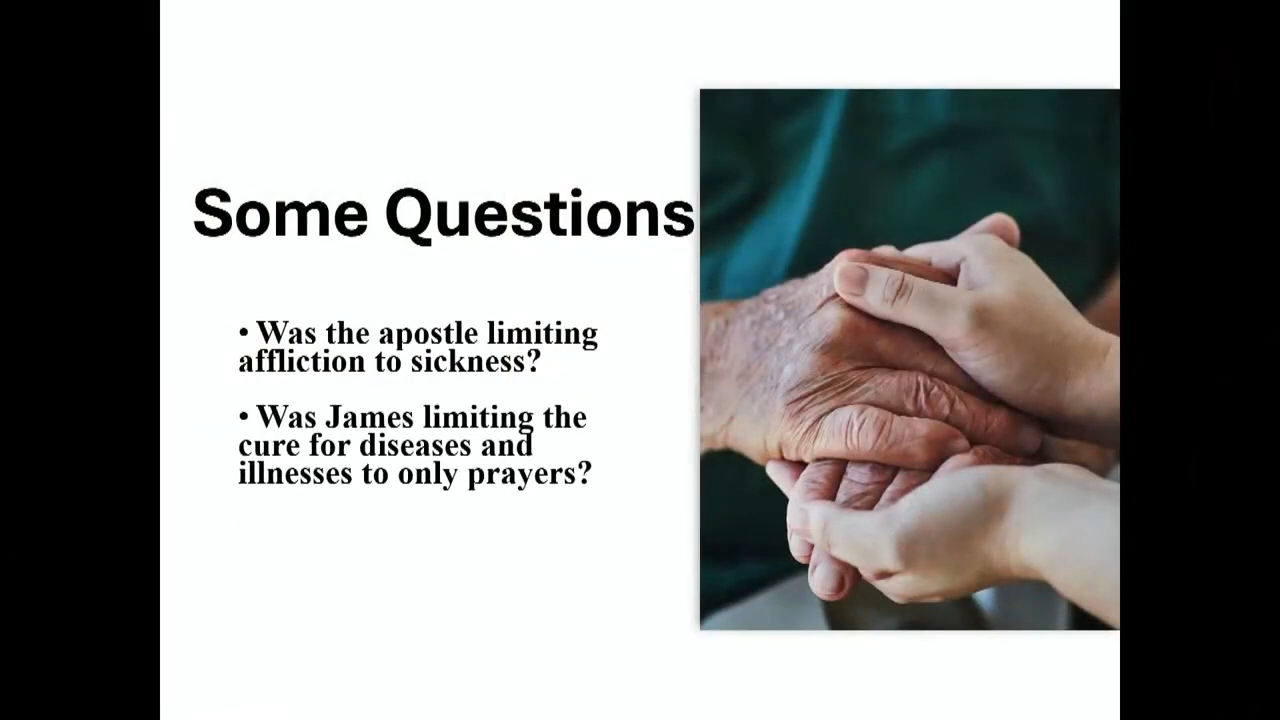 Some Questions
• Was the apostle limiting
affliction to sickness?
• Was James limiting the
cure for diseases and
illnesses to only prayers?